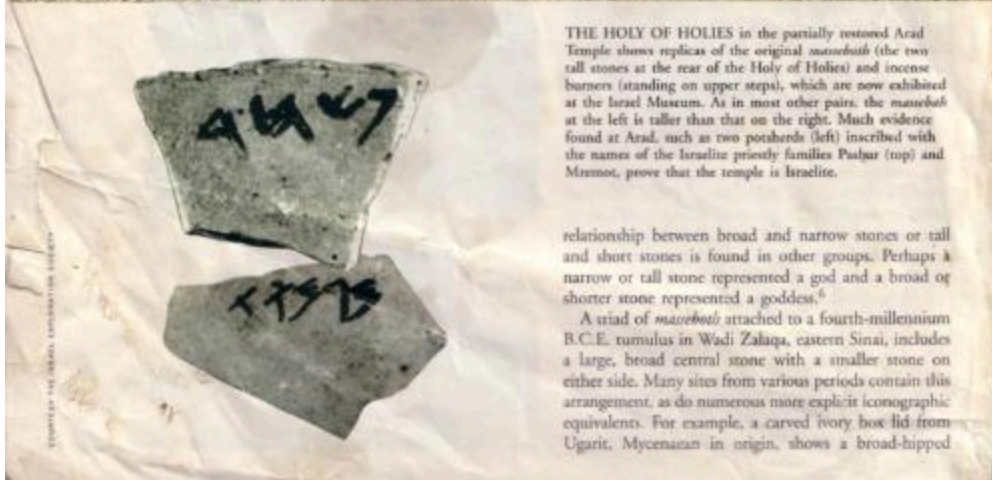 𐤐𐤔𐤇𐤓
COURTESY THE ISRAEL EXPLORATION SOCIETY
THE HOLY OF HOLIES in the partially restored Arad
Temple shows replicas of the original masseboth (the two
tall stones at the rear of the Holy of Holies) and incense
burners (standing on upper steps), which are now exhibited
at the Israel Museum. As in most other pairs, the massebah
at the left is taller than that on the right. Much evidence
found at Arad, such as two potsherds (left) inscribed with
the names of the Israelite priestly families Pashur (top) and
Mremot, prove that the temple is Israelite.
relationship between broad and narrow stones or tall
and short stones is found in other groups. Perhaps a
narrow or tall stone represented a god and a broad or
shorter stone represented a goddess.⁶
A triad of masseboth attached to a fourth-millennium
B.C.E. tumulus in Wadi Zalaqa, eastern Sinai, includes
a large, broad central stone with a smaller stone on
either side. Many sites from various periods contain this
arrangement, as do numerous more explicit iconographic
equivalents. For example, a carved ivory box lid from
Ugarit, Mycenaean in origin, shows a broad-hipped